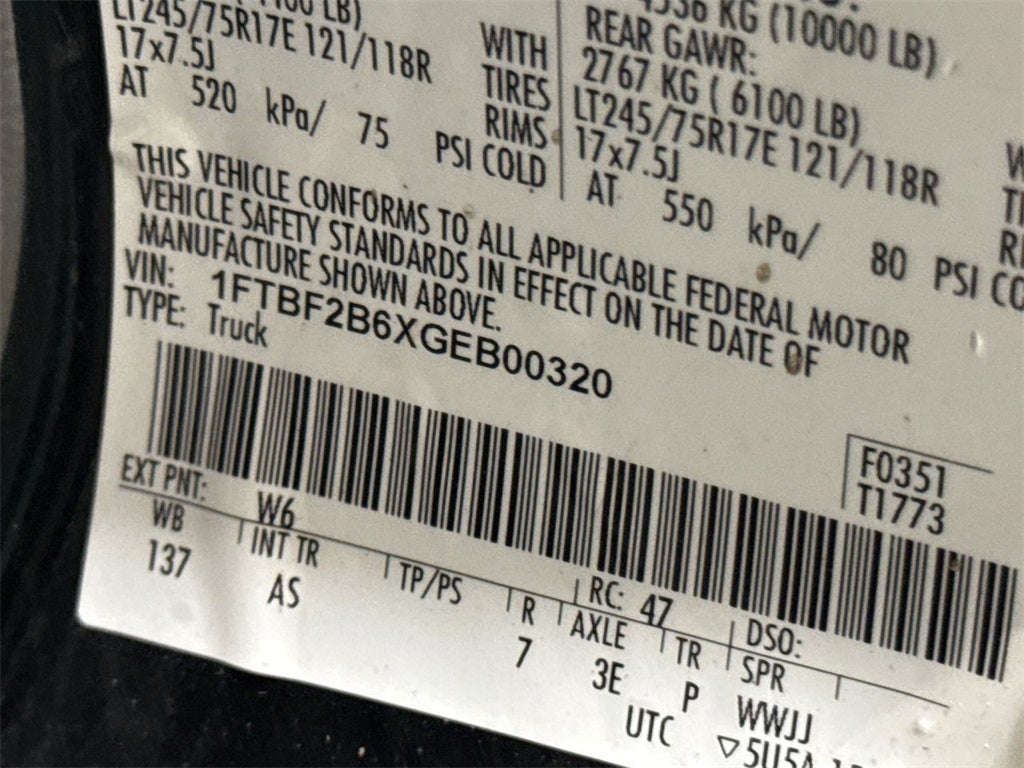 LT245/75R17E 121/118R
17x7.5J
AT 520 kPa/ 75 PSI COLD
WITH
TIRES
RIMS
KG (10000 LB)
REAR GAWR:
2767 KG ( 6100 LB)
LT245/75R17E 121/118R
17x7.5J
AT 550 kPa/ 80 PSI
THIS VEHICLE CONFORMS TO ALL APPLICABLE FEDERAL MOTOR
VEHICLE SAFETY STANDARDS IN EFFECT ON THE DATE OF
MANUFACTURE SHOWN ABOVE.
VIN: 1FTBF2B6XGEB00320
TYPE: Truck
F0351
T1773
EXT PNT: W6 RC: 47 DSO:
WB INT TR TP/PS R AXLE TR SPR
137 AS 7 3E P WWJJ
UTC